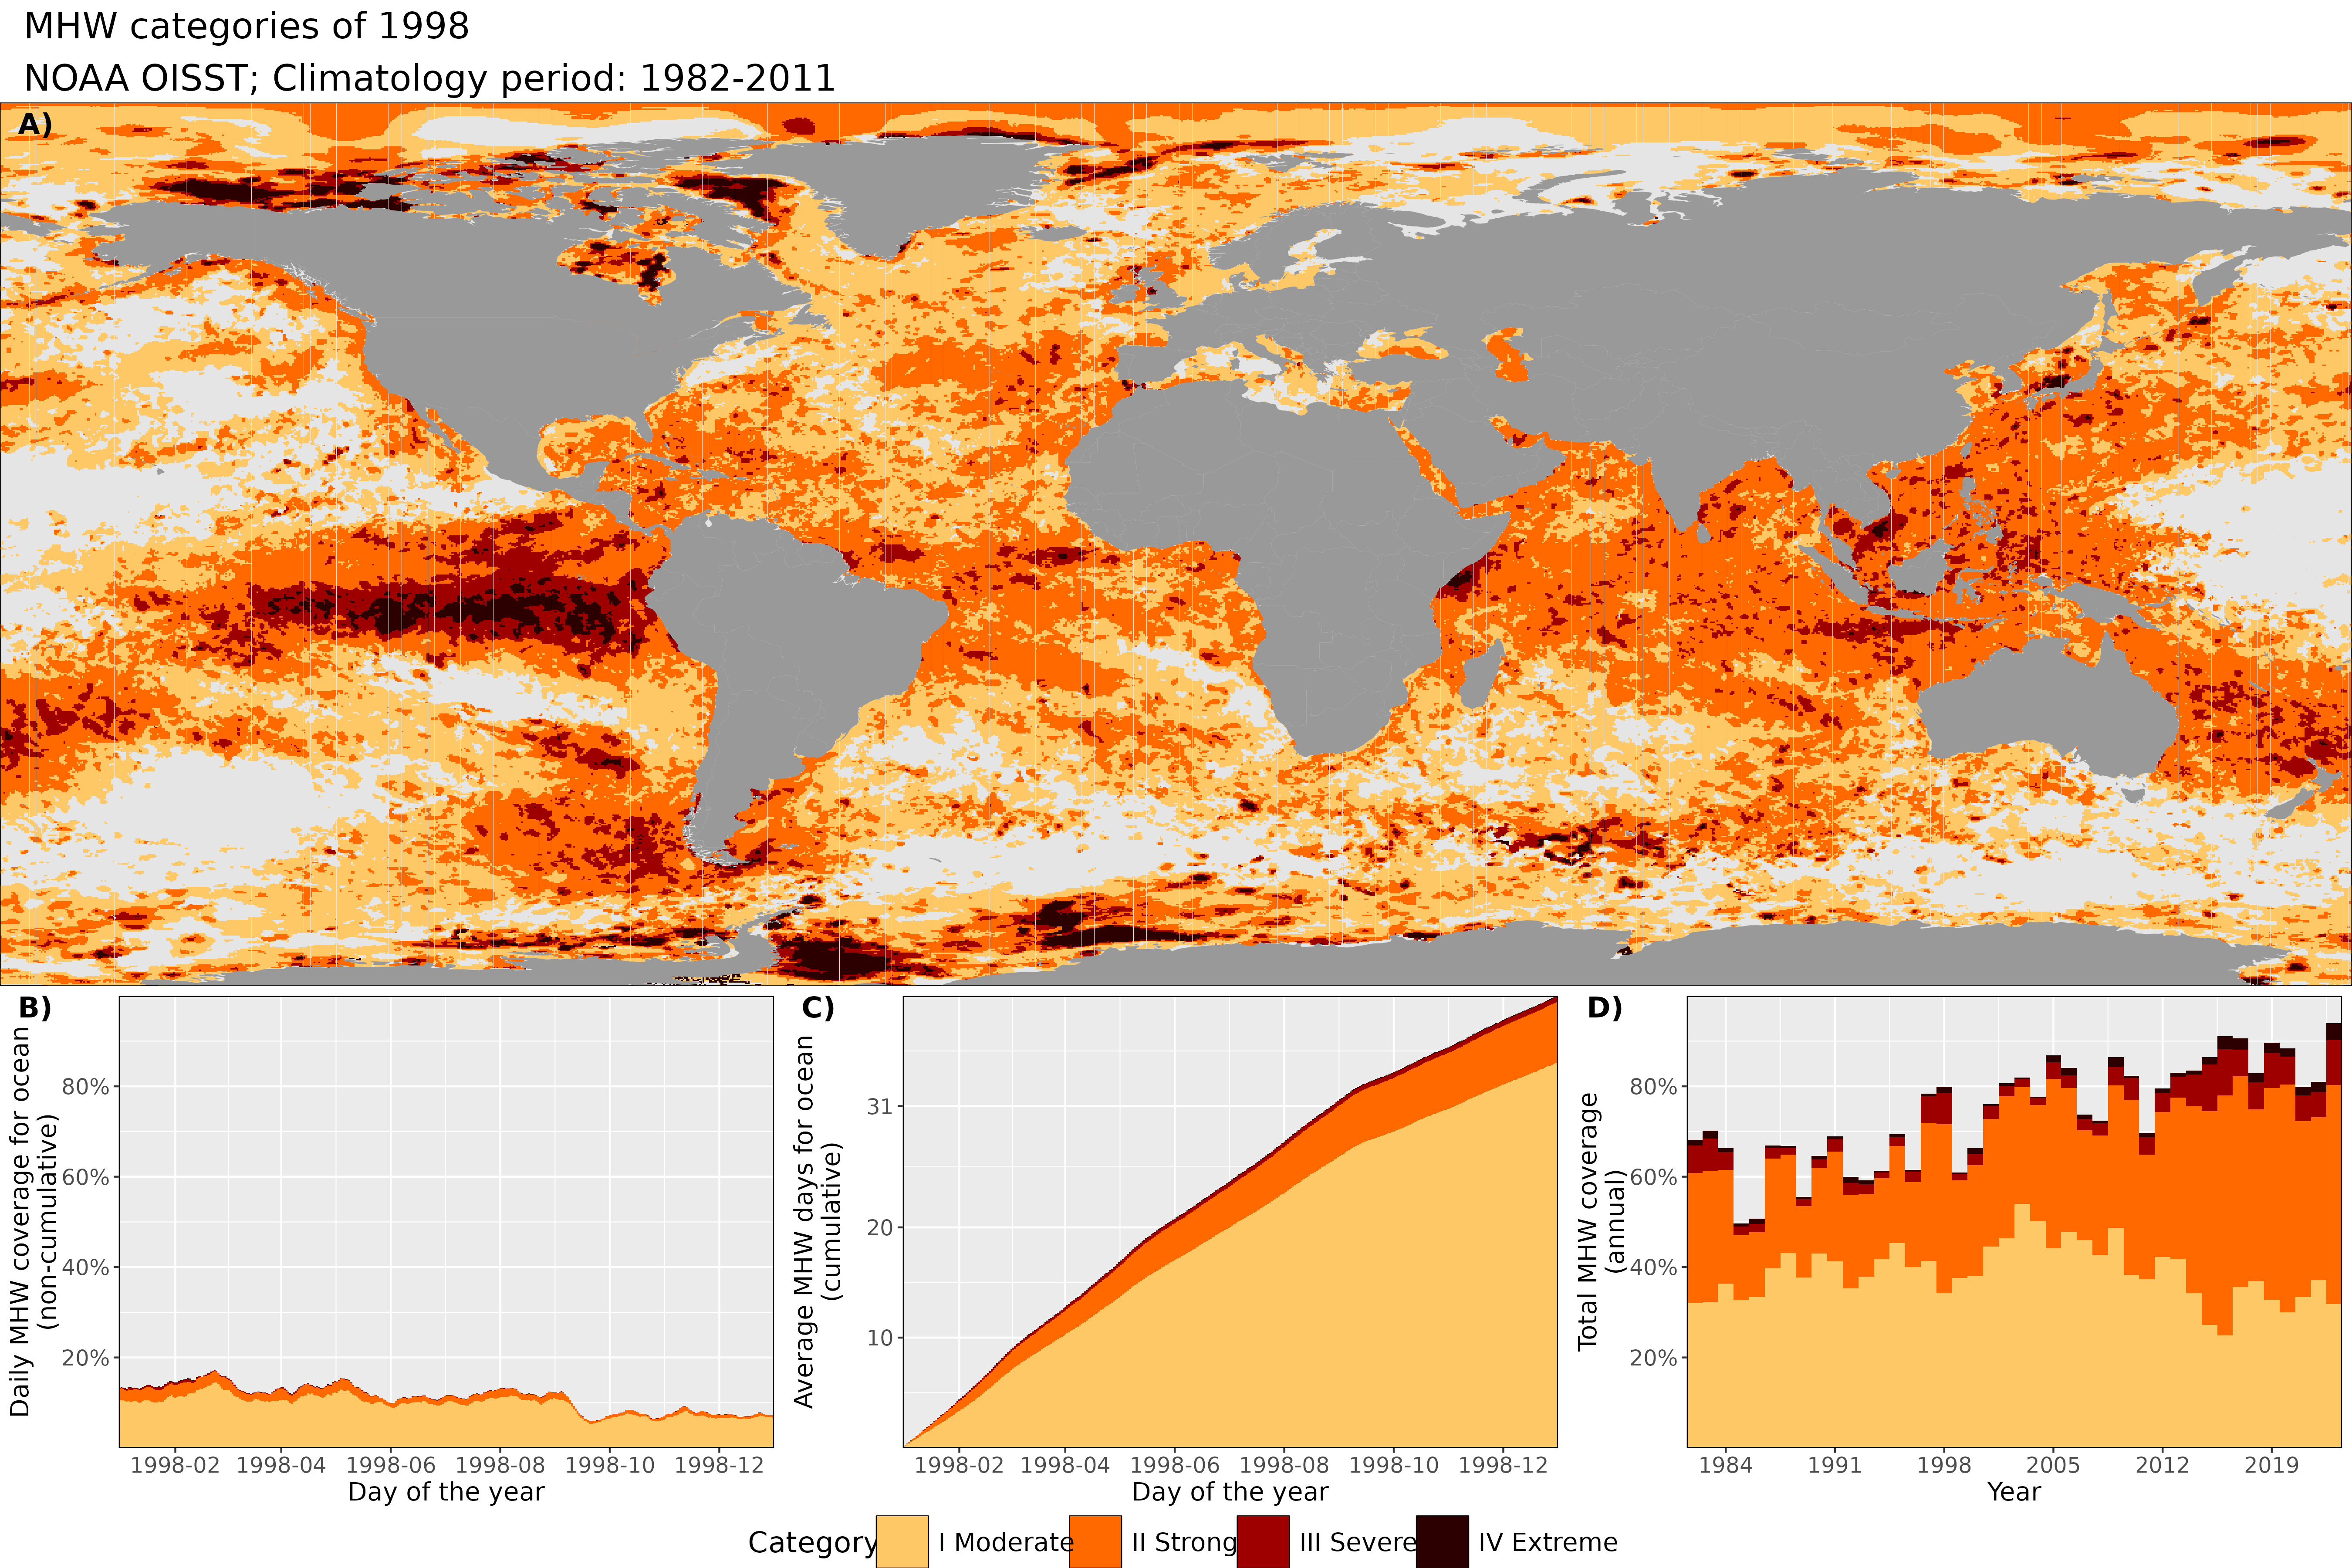 MHW categories of 1998
NOAA OISST; Climatology period: 1982-2011
A)
B)
Daily MHW coverage for ocean
(non-cumulative)
80%
60%
40%
20%
1998-02 1998-04 1998-06 1998-08 1998-10 1998-12
Day of the year
C)
Average MHW days for ocean
(cumulative)
31
20
10
1998-02 1998-04 1998-06 1998-08 1998-10 1998-12
Day of the year
D)
Total MHW coverage
(annual)
80%
60%
40%
20%
1984 1991 1998 2005 2012 2019
Year
Category I Moderate II Strong III Severe IV Extreme